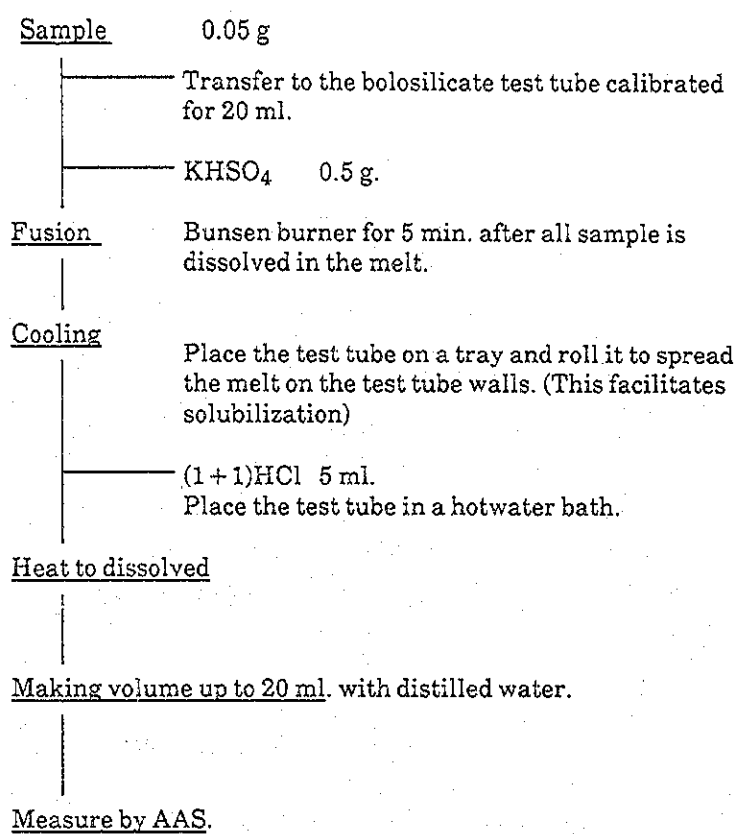 Sample 0.05 g
Transfer to the bolosilicate test tube calibrated
for 20 ml.
KHSO4 0.5 g.
Fusion Bunsen burner for 5 min. after all sample is
dissolved in the melt.
Cooling
Place the test tube on a tray and roll it to spread
the melt on the test tube walls. (This facilitates
solubilization)
(1+1)HCl 5 ml.
Place the test tube in a hotwater bath.
Heat to dissolved
Making volume up to 20 ml. with distilled water.
Measure by AAS.